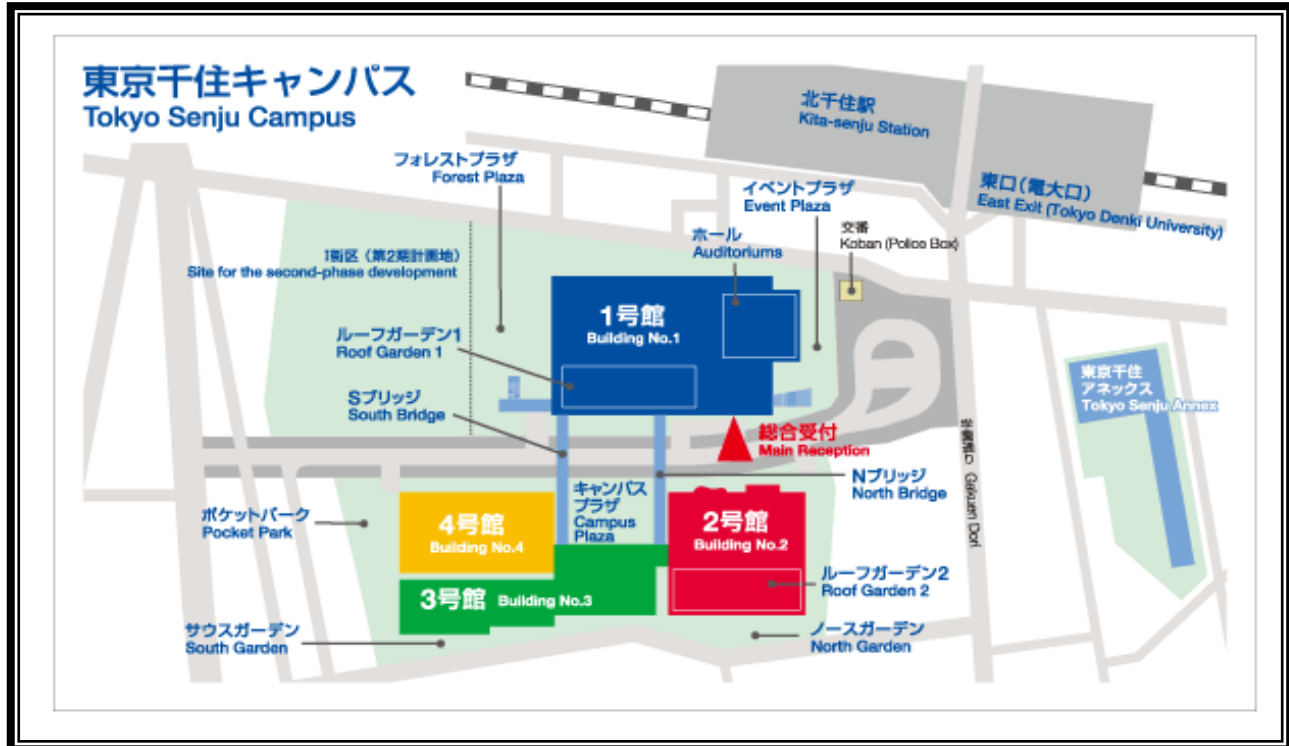 東京千住キャンパス
Tokyo Senju Campus
北千住駅
Kita-senju Station
東口(電大口)
East Exit (Tokyo Denki University)
フォレストプラザ
Forest Plaza
イベントプラザ
Event Plaza
交番
Koban (Police Box)
ホール
Auditoriums
I街区(第2期計画地)
Site for the second-phase development
1号館
Building No.1
ルーフガーデン1
Roof Garden 1
東京千住
アネックス
Tokyo Senju Annex
Sブリッジ
South Bridge
総合受付
Main Reception
Gakuen Dori
Nブリッジ
North Bridge
キャンパス
プラザ
Campus
Plaza
ポケットパーク
Pocket Park
4号館
Building No.4
2号館
Building No.2
3号館 Building No.3
ルーフガーデン2
Roof Garden 2
サウスガーデン
South Garden
ノースガーデン
North Garden